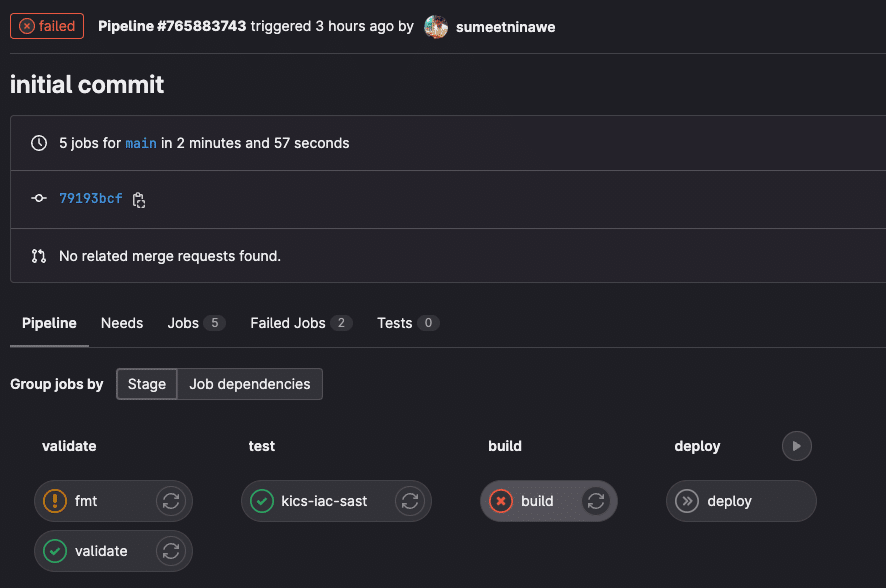 failed Pipeline #765883743 triggered 3 hours ago by sumeetninawe
initial commit
5 jobs for main in 2 minutes and 57 seconds
79193bcf
No related merge requests found.
Pipeline Needs Jobs 5 Failed Jobs 2 Tests 0
Group jobs by Stage Job dependencies
validate test build deploy
fmt kics-iac-sast build deploy
validate